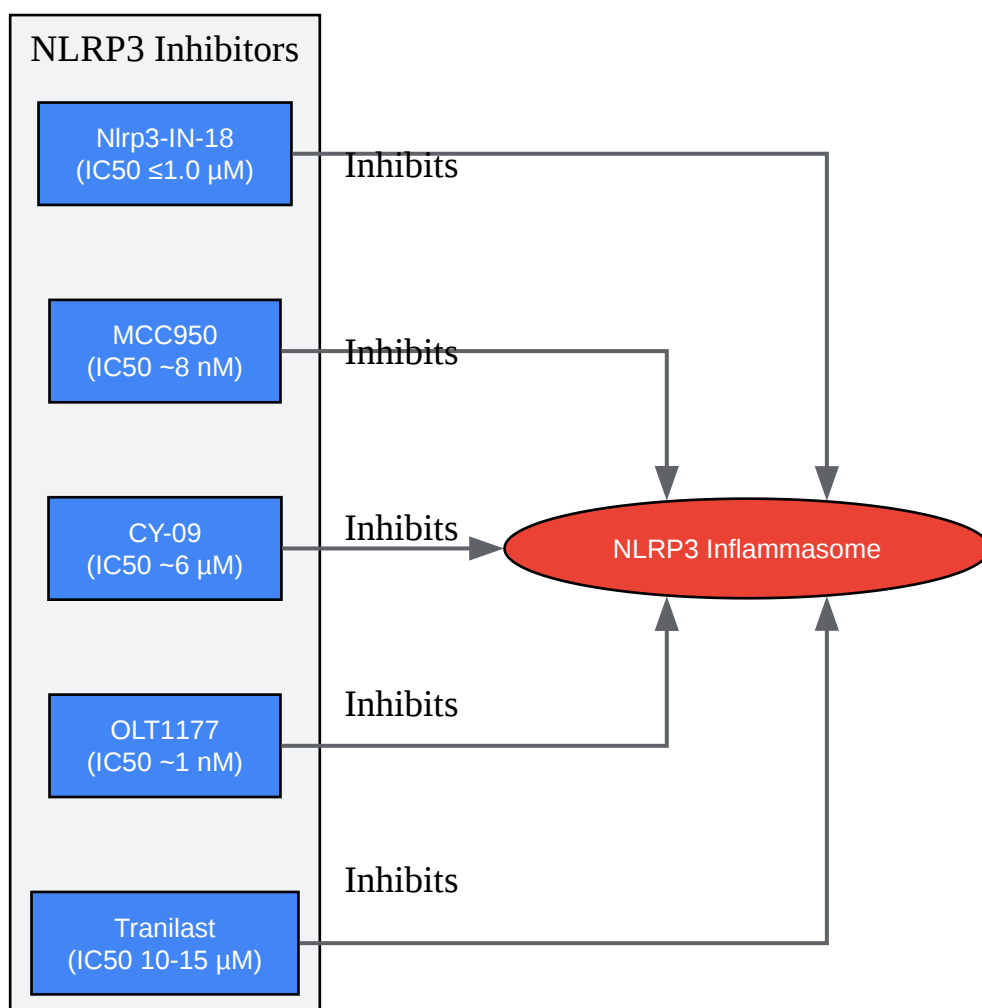 NLRP3 Inhibitors
Nlrp3-IN-18
(IC50 ≤1.0 µM)
Inhibits
MCC950
(IC50 ~8 nM)
Inhibits
CY-09
(IC50 ~6 µM)
Inhibits
NLRP3 Inflammasome
OLT1177
(IC50 ~1 nM)
Inhibits
Tranilast
(IC50 10-15 µM)
Inhibits